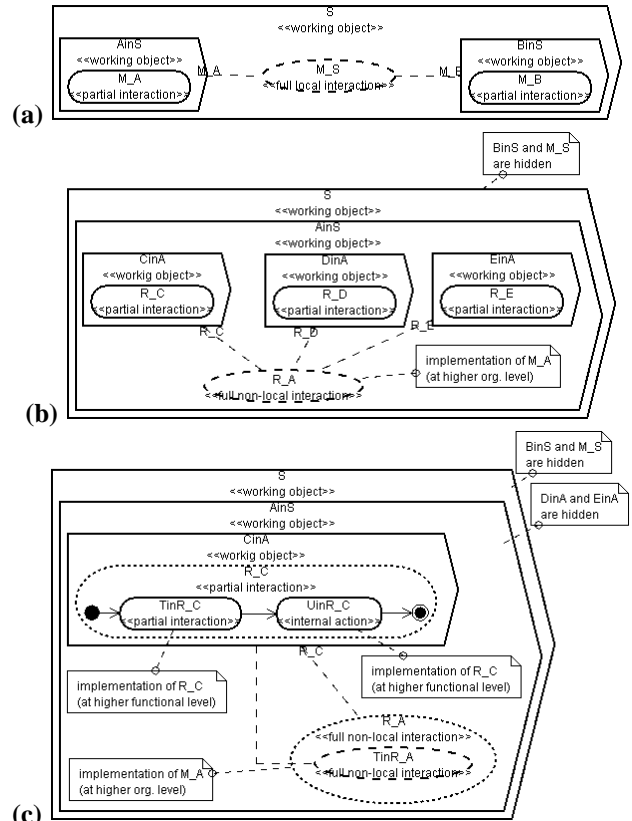 S
<<working object>>
AinS
<<working object>>
M_A
<<partial interaction>>
M_A
M_S
<<full local interaction>>
M_B
BinS
<<working object>>
M_B
<<partial interaction>>
(a)
BinS and M_S
are hidden
S
<<working object>>
AinS
<<working object>>
CinA
<<workig object>>
R_C
<<partial interaction>>
DinA
<<working object>>
R_D
<<partial interaction>>
EinA
<<working object>>
R_E
<<partial interaction>>
R_C
R_D
R_E
R_A
<<full non-local interaction>>
implementation of M_A
(at higher org. level)
(b)
BinS and M_S
are hidden
DinA and EinA
are hidden
S
<<working object>>
AinS
<<working object>>
CinA
<<workig object>>
R_C
<<partial interaction>>
TinR_C
<<partial interaction>>
UinR_C
<<internal action>>
R_C
implementation of R_C
(at higher functional level)
implementation of R_C
(at higher functional level)
R_A
<<full non-local interaction>>
TinR_A
<<full non-local interaction>>
implementation of M_A
(at higher org. level)
(c)